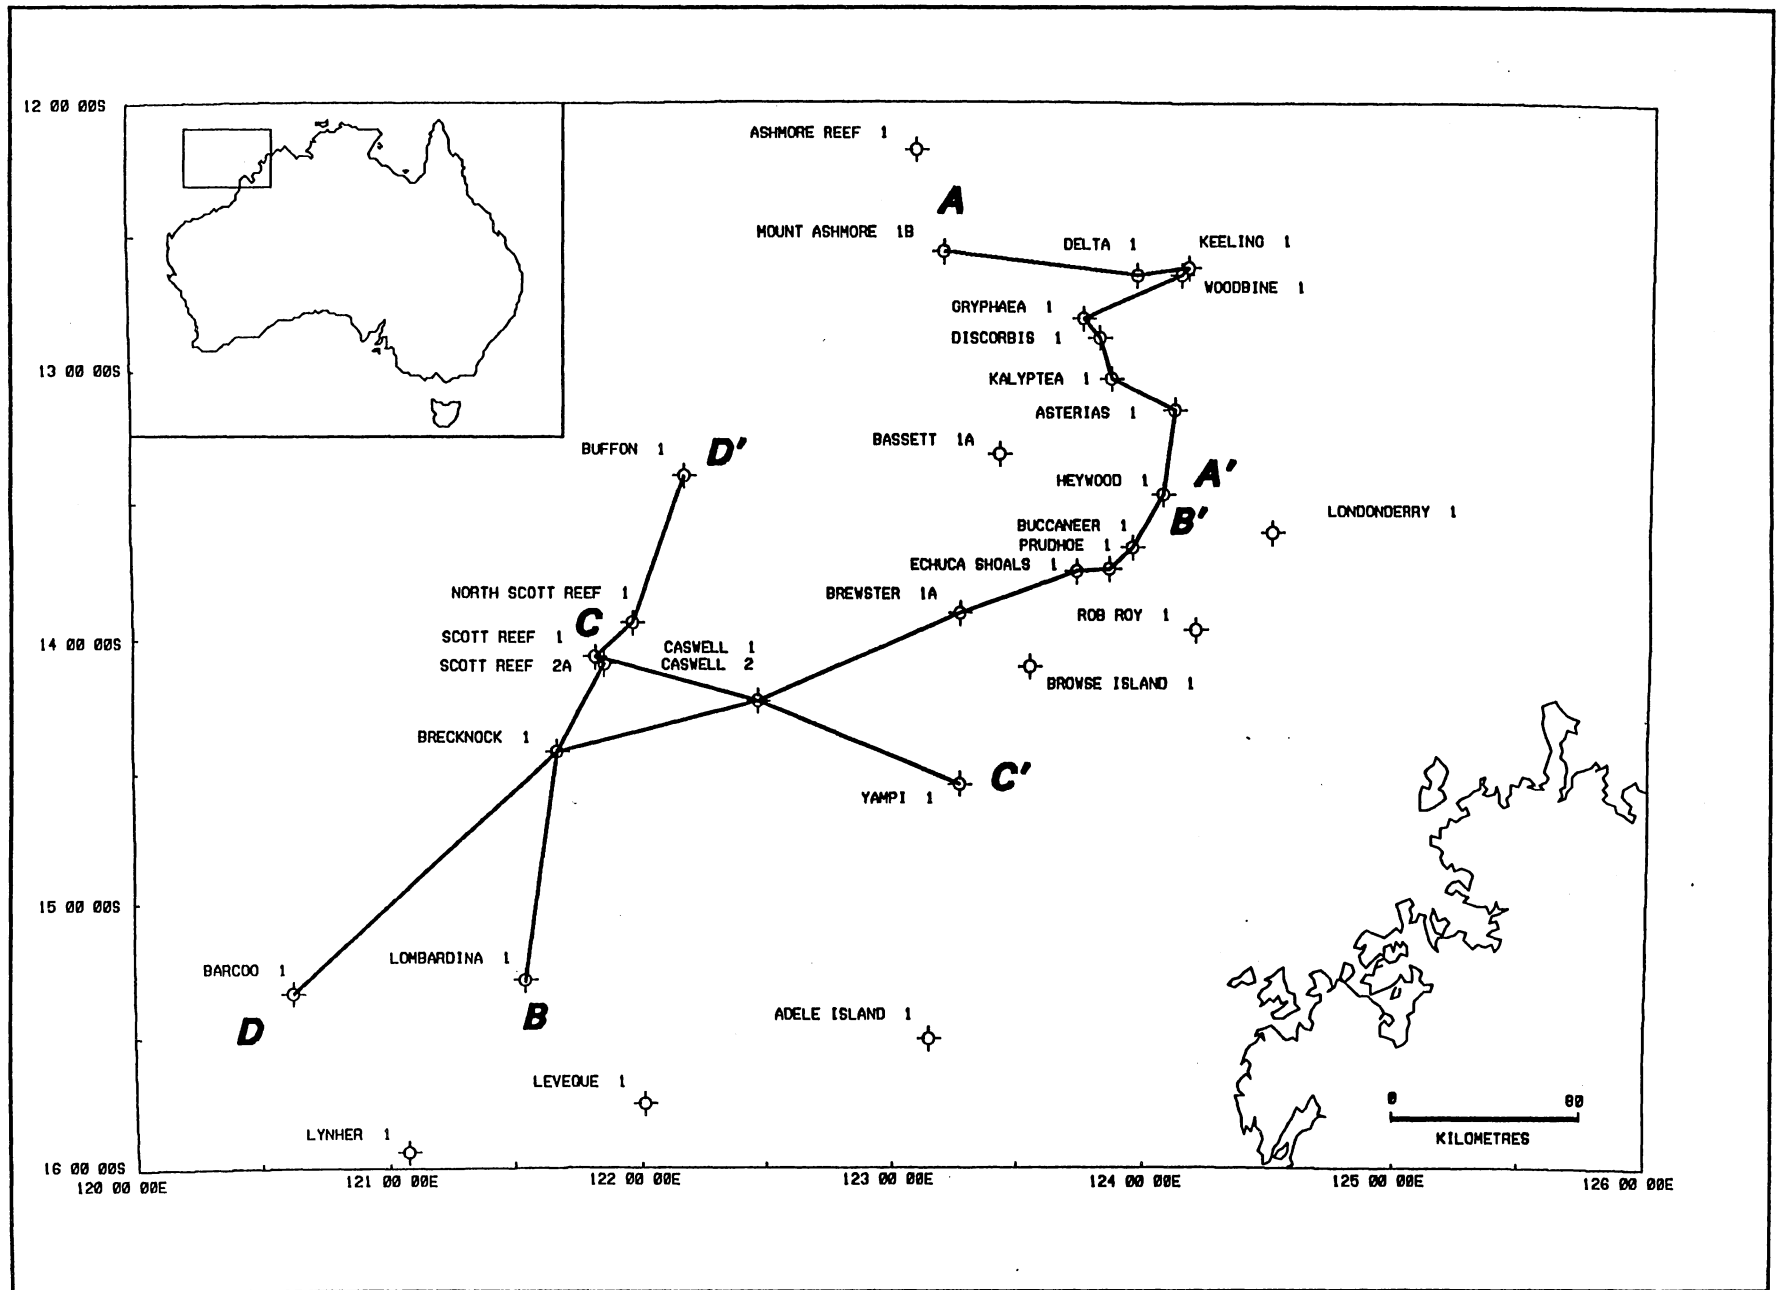 12 00 00S
ASHMORE REEF 1
A
MOUNT ASHMORE 1B
DELTA 1
KEELING 1
WOODBINE 1
GRYPHAEA 1
DISCORBIS 1
13 00 00S
KALYPTEA 1
ASTERIAS 1
BASSETT 1A
BUFFON 1
D'
HEYWOOD 1
A'
B'
LONDONDERRY 1
BUCCANEER 1
PRUDHOE 1
ECHUCA SHOALS 1
BREWSTER 1A
NORTH SCOTT REEF 1
C
ROB ROY 1
14 00 00S
SCOTT REEF 1
SCOTT REEF 2A
CASWELL 1
CASWELL 2
BROWSE ISLAND 1
BRECKNOCK 1
C'
YAMPI 1
15 00 00S
LOMBARDINA 1
BARCOO 1
B
D
ADELE ISLAND 1
LEVEQUE 1
LYNHER 1
0 80
KILOMETRES
16 00 00S
120 00 00E 121 00 00E 122 00 00E 123 00 00E 124 00 00E 125 00 00E 126 00 00E